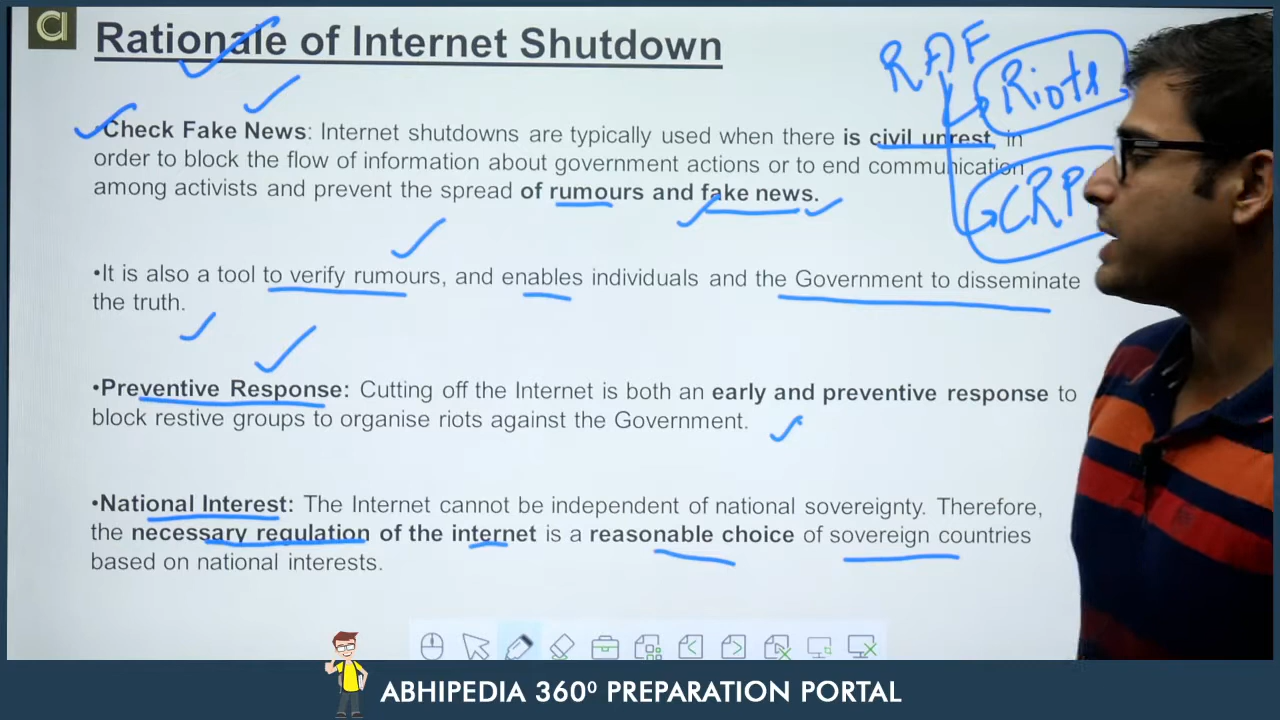 Rationale of Internet Shutdown
RAF
Riots
•Check Fake News: Internet shutdowns are typically used when there is civil unrest in
order to block the flow of information about government actions or to end communication
among activists and prevent the spread of rumours and fake news.
CRP
•It is also a tool to verify rumours, and enables individuals and the Government to disseminate
the truth.
•Preventive Response: Cutting off the Internet is both an early and preventive response to
block restive groups to organise riots against the Government.
•National Interest: The Internet cannot be independent of national sovereignty. Therefore,
the necessary regulation of the internet is a reasonable choice of sovereign countries
based on national interests.
ABHIPEDIA 360⁰ PREPARATION PORTAL